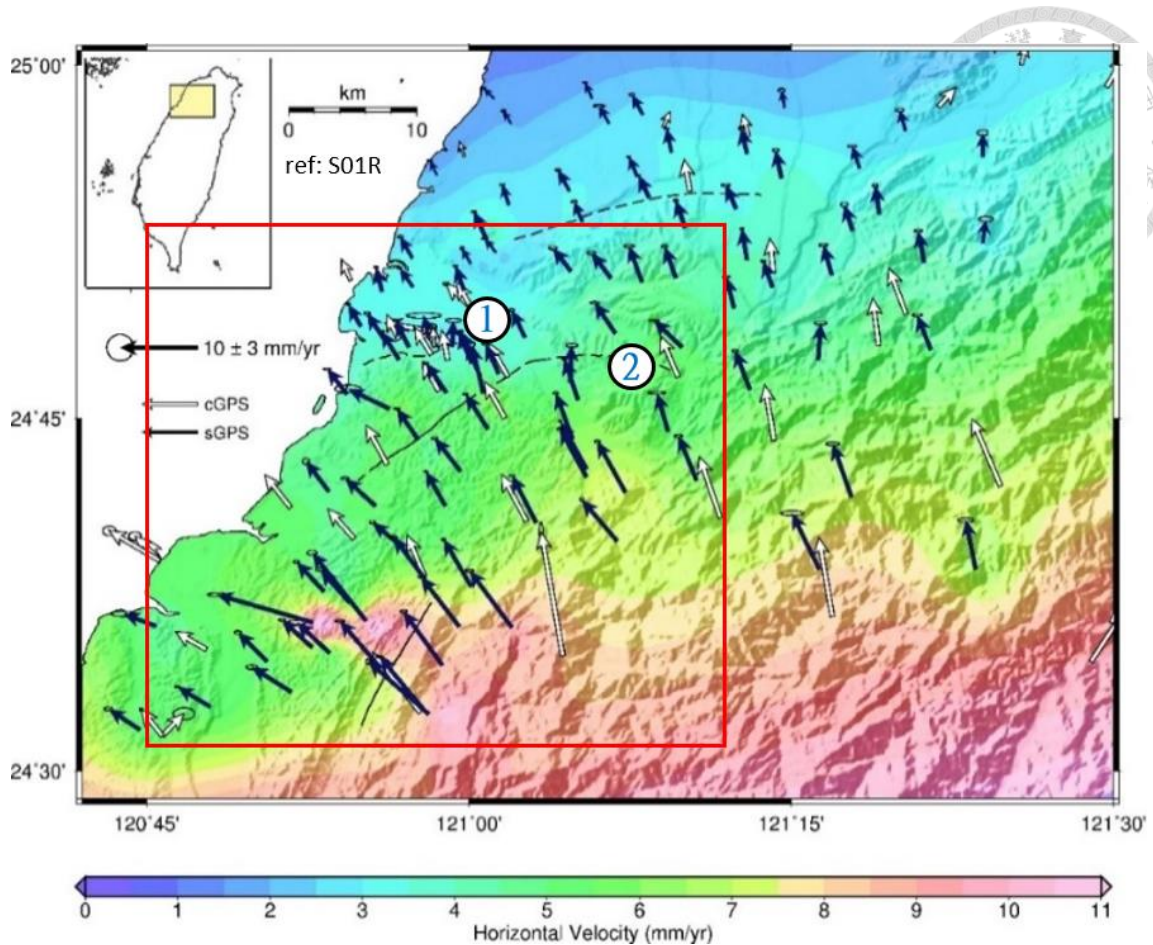 25°00'
km
0 10
ref: S01R
1
10 ± 3 mm/yr
2
cGPS
24°45'
sGPS
24°30'
120°45' 121°00' 121°15' 121°30'
0 1 2 3 4 5 6 7 8 9 10 11
Horizontal Velocity (mm/yr)